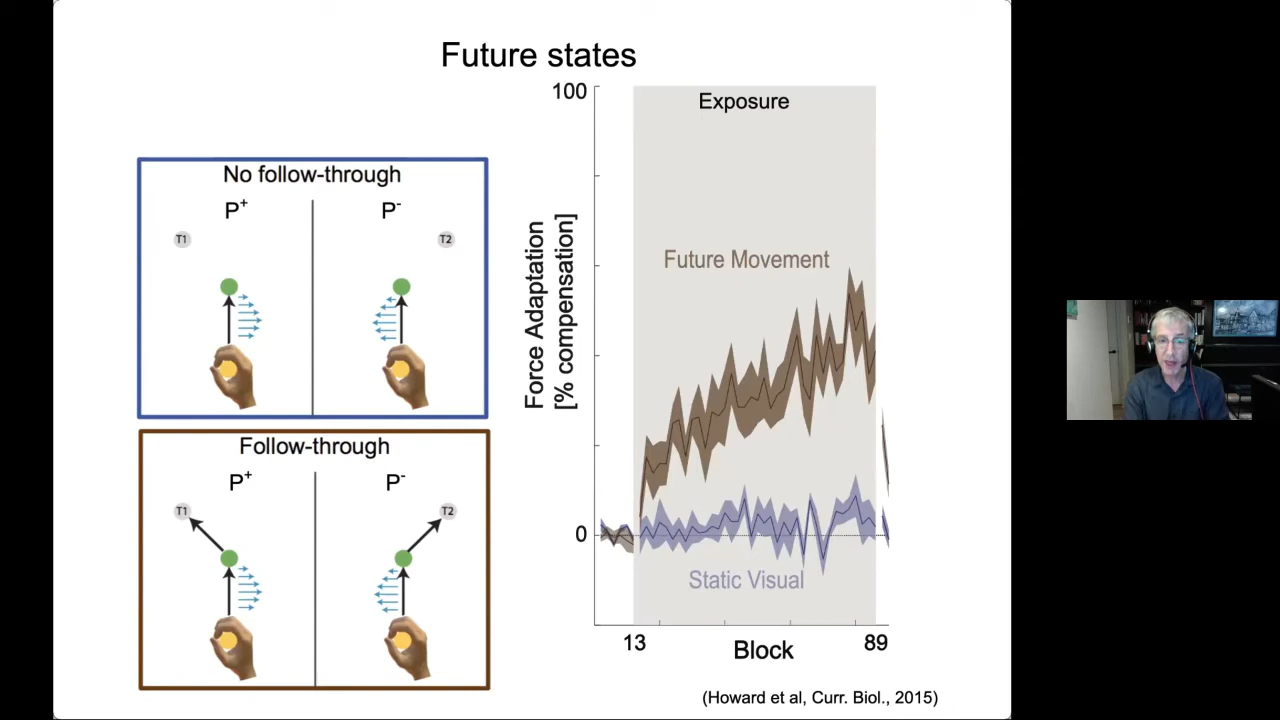 Future states
No follow-through
P+
P-
T1
T2
Follow-through
P+
P-
T1
T2
Force Adaptation
[% compensation]
100
0
Exposure
Future Movement
Static Visual
13
89
Block
(Howard et al, Curr. Biol., 2015)